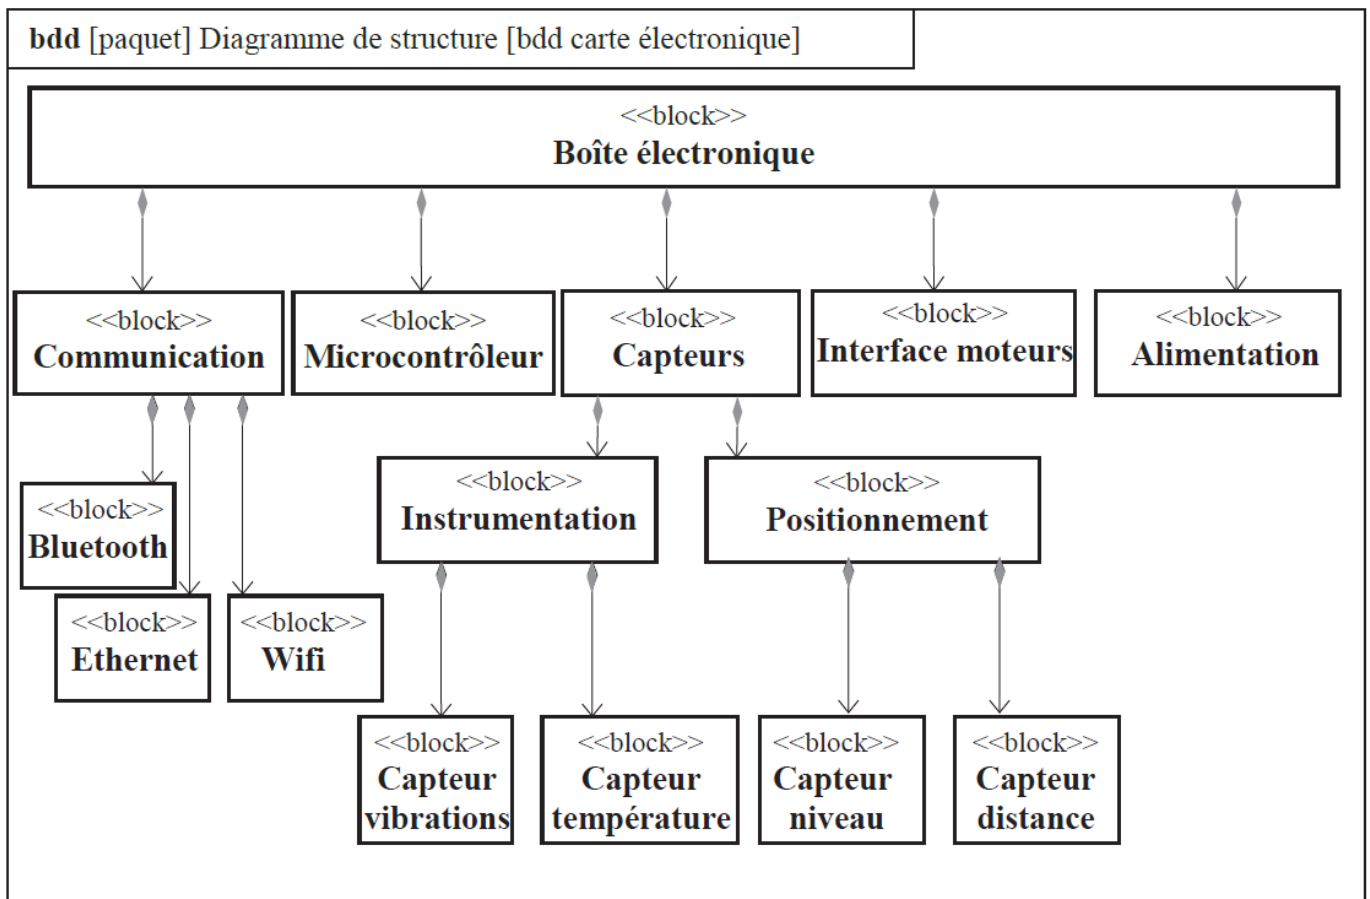 bdd [paquet] Diagramme de structure [bdd carte électronique]
<<block>>
Boîte électronique
<<block>>
Communication
<<block>>
Microcontrôleur
<<block>>
Capteurs
<<block>>
Interface moteurs
<<block>>
Alimentation
<<block>>
Instrumentation
<<block>>
Positionnement
<<block>>
Bluetooth
<<block>>
Ethernet
<<block>>
Wifi
<<block>>
Capteur
vibrations
<<block>>
Capteur
température
<<block>>
Capteur
niveau
<<block>>
Capteur
distance